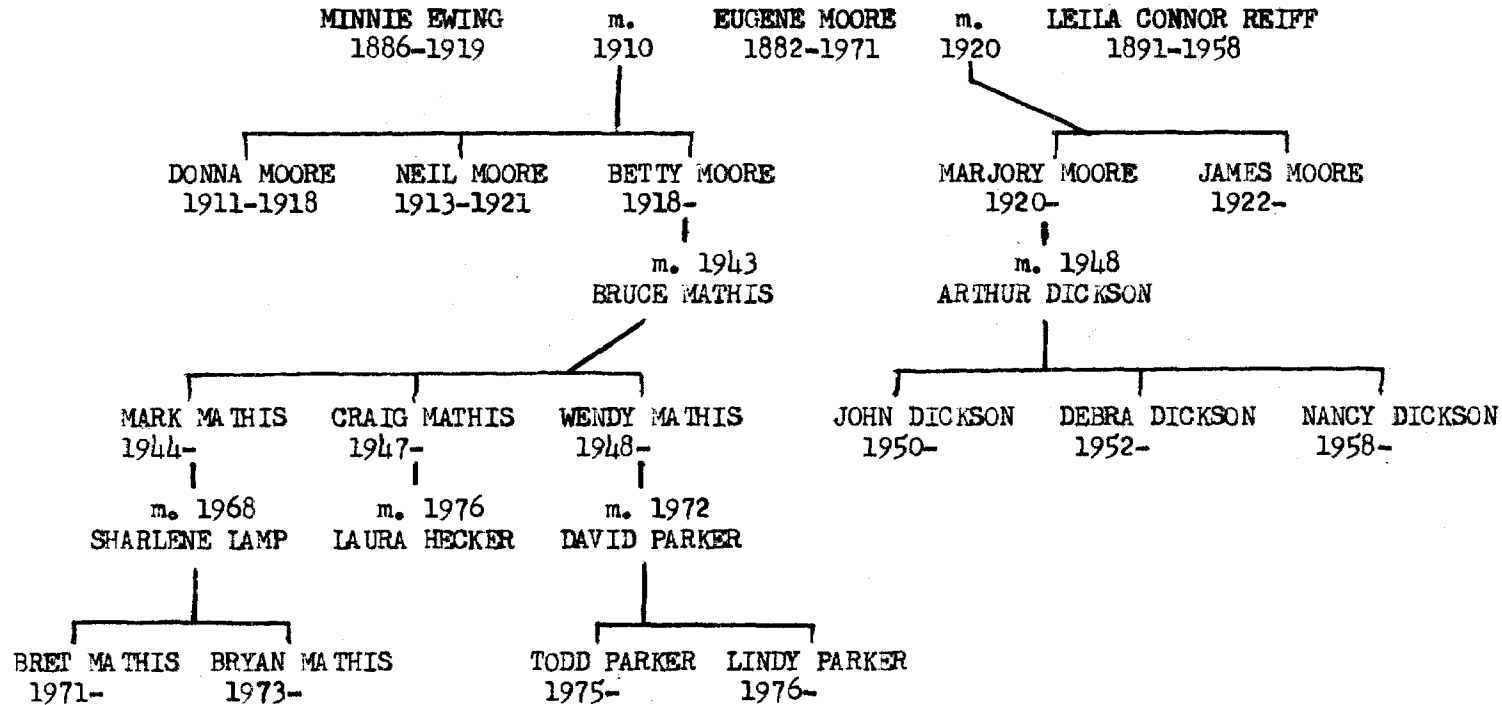 MINNIE EWING m. EUGENE MOORE m. LEILA CONNOR REIFF
1886-1919 1910 1882-1971 1920 1891-1958
DONNA MOORE NEIL MOORE BETTY MOORE MARJORY MOORE JAMES MOORE
1911-1918 1913-1921 1918- 1920- 1922-
m. 1943 m. 1948
BRUCE MATHIS ARTHUR DICKSON
MARK MATHIS CRAIG MATHIS WENDY MATHIS JOHN DICKSON DEBRA DICKSON NANCY DICKSON
1944- 1947- 1948- 1950- 1952- 1958-
m. 1968 m. 1976 m. 1972
SHARLENE LAMP LAURA HECKER DAVID PARKER
BRET MATHIS BRYAN MATHIS TODD PARKER LINDY PARKER
1971- 1973- 1975- 1976-